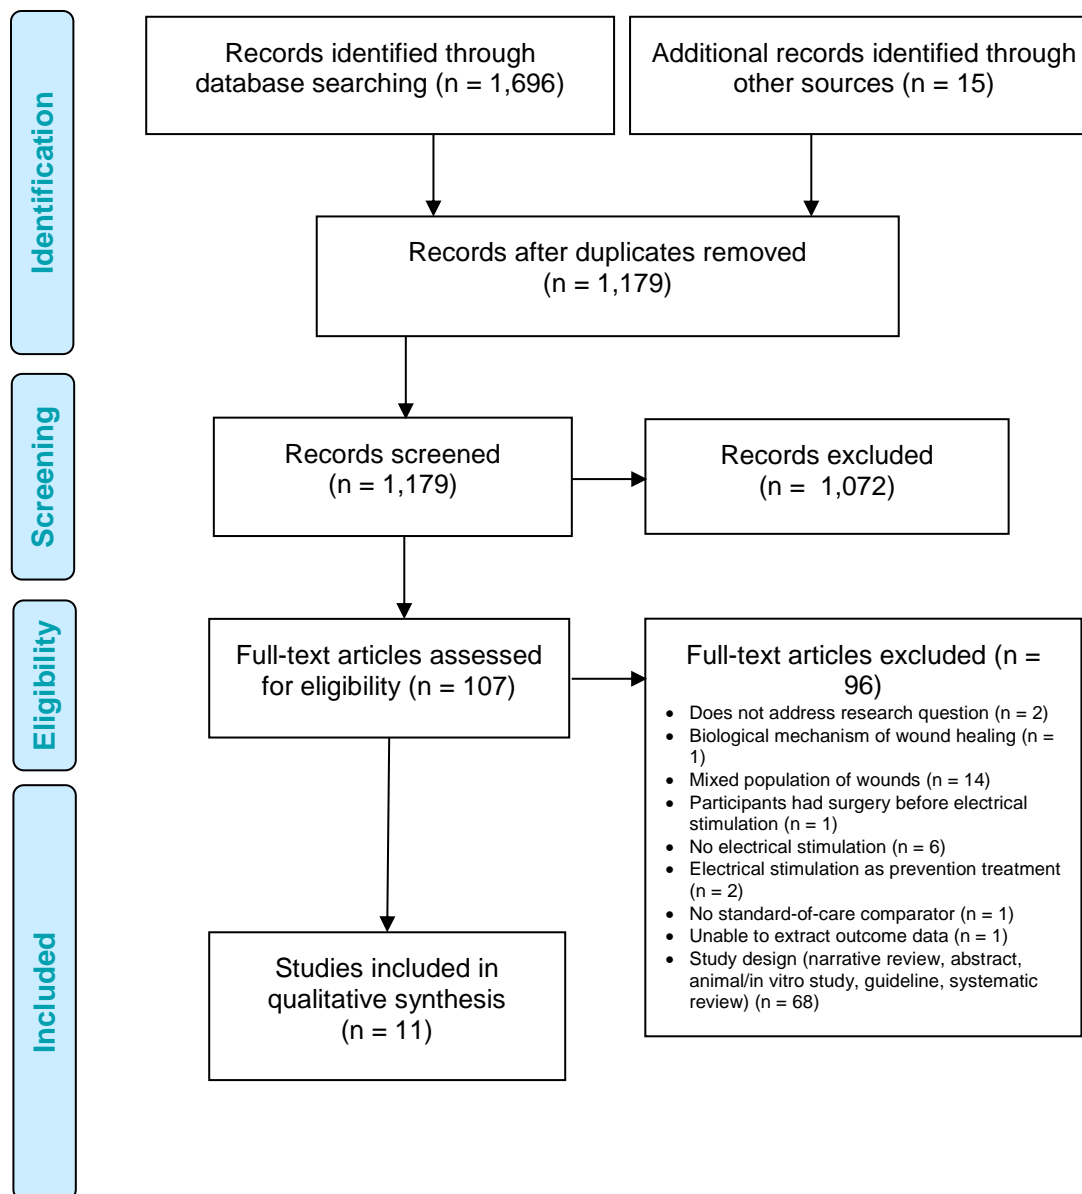 Identification
Records identified through
database searching (n = 1,696)
Additional records identified through
other sources (n = 15)
Records after duplicates removed
(n = 1,179)
Screening
Records screened
(n = 1,179)
Records excluded
(n = 1,072)
Eligibility
Full-text articles assessed
for eligibility (n = 107)
Full-text articles excluded (n =
96)
• Does not address research question (n = 2)
• Biological mechanism of wound healing (n =
1)
• Mixed population of wounds (n = 14)
• Participants had surgery before electrical
stimulation (n = 1)
• No electrical stimulation (n = 6)
• Electrical stimulation as prevention treatment
(n = 2)
• No standard-of-care comparator (n = 1)
• Unable to extract outcome data (n = 1)
• Study design (narrative review, abstract,
animal/in vitro study, guideline, systematic
review) (n = 68)
Included
Studies included in
qualitative synthesis
(n = 11)